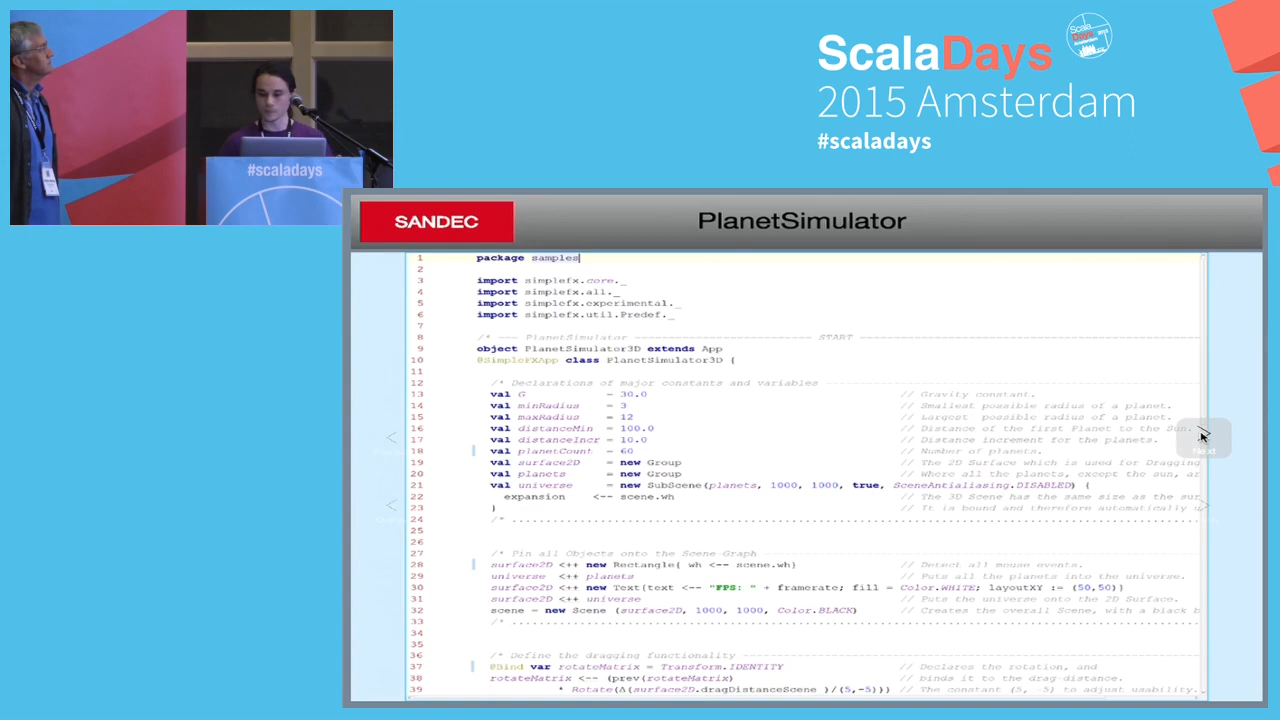 ScalaDays
2015 Amsterdam
#scaladays
#scaladays
SANDEC
PlanetSimulator
1 package samples
2
3 import simplefx.core._
4 import simplefx.all._
5 import simplefx.experimental._
6 import simplefx.util.Predef._
7
8 /* --- PlanetSimulator ---------------------------- START ----------------------------
9 object PlanetSimulator3D extends App
10 @SimpleFXApp class PlanetSimulator3D {
11
12 /* Declarations of major constants and variables ----------------------------
13 val G = 30.0 // Gravity constant.
14 val minRadius = 3 // Smallest possible radius of a planet.
15 val maxRadius = 12 // Largest possible radius of a planet.
16 val distanceMin = 100.0 // Distance of the first Planet to the Sun.
17 val distanceIncr = 10.0 // Distance increment for the planets.
18 val planetCount = 60 // Number of planets.
19 val surface2D = new Group // The 2D Surface which is used for Dragging
20 val planets = new Group // Where all the planets, except the sun, ar
21 val universe = new SubScene(planets, 1000, 1000, true, SceneAntialiasing.DISABLED) {
22 expansion <-- scene.wh // The 3D Scene has the same size as the sur
23 } // It is bound and therefore automatically u
24 /* ............................................................
25
26
27 /* Pin all Objects onto the Scene-Graph ----------------------------
28 surface2D <++ new Rectangle{ wh <-- scene.wh} // Detect all mouse events.
29 universe <++ planets // Puts all the planets into the universe.
30 surface2D <++ new Text(text <-- "FPS: " + framerate; fill = Color.WHITE; layoutXY := (50,50))
31 surface2D <++ universe // Puts the universe onto the 2D Surface.
32 scene = new Scene (surface2D, 1000, 1000, Color.BLACK) // Creates the overall Scene, with a black b
33 /* ............................................................
34
35
36 /* Define the dragging functionality ----------------------------
37 @Bind var rotateMatrix = Transform.IDENTITY // Declares the rotation, and
38 rotateMatrix <-- (prev(rotateMatrix) // binds it to the drag-distance.
39 * Rotate(Δ(surface2D.dragDistanceScene )/(5,-5))) // The constant (5, -5) to adjust usability.
Next